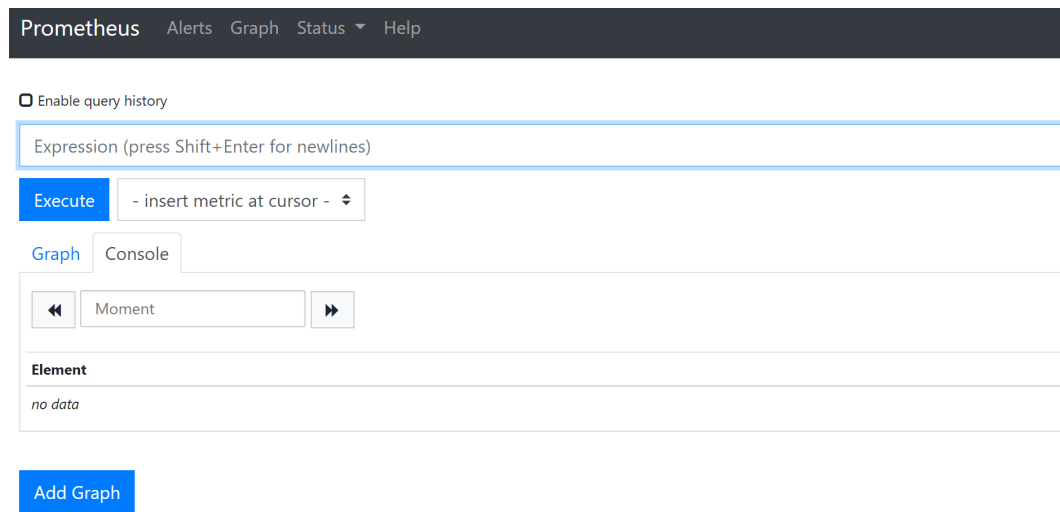 Prometheus Alerts Graph Status Help
Enable query history
Expression (press Shift+Enter for newlines)
Execute - insert metric at cursor -
Graph Console
Moment
Element
no data
Add Graph